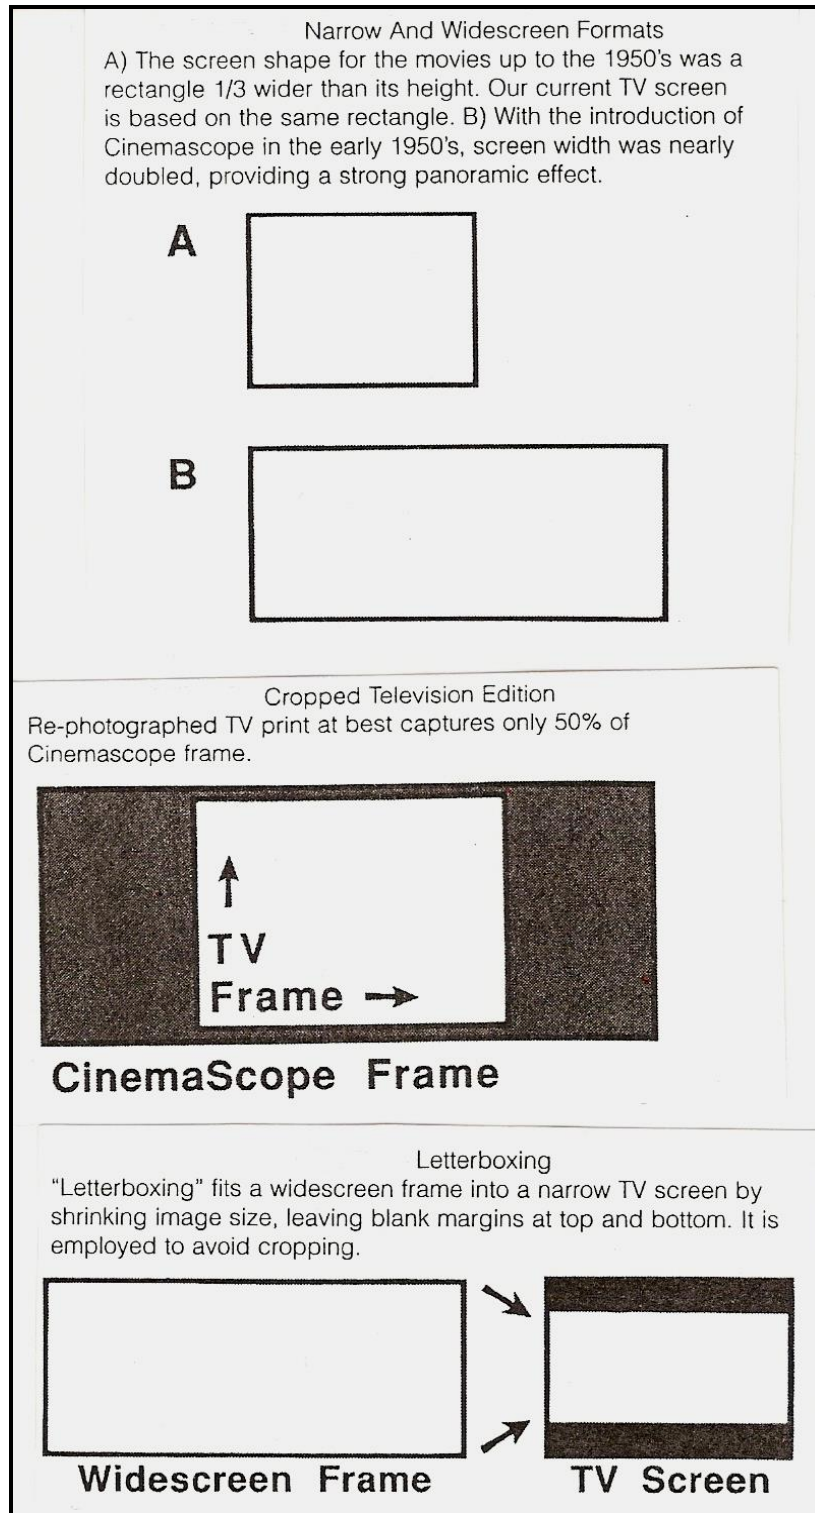 Narrow And Widescreen Formats
A) The screen shape for the movies up to the 1950's was a
rectangle 1/3 wider than its height. Our current TV screen
is based on the same rectangle. B) With the introduction of
Cinemascope in the early 1950's, screen width was nearly
doubled, providing a strong panoramic effect.
A
B
Cropped Television Edition
Re-photographed TV print at best captures only 50% of
Cinemascope frame.
TV
Frame
CinemaScope Frame
Letterboxing
“Letterboxing” fits a widescreen frame into a narrow TV screen by
shrinking image size, leaving blank margins at top and bottom. It is
employed to avoid cropping.
Widescreen Frame TV Screen